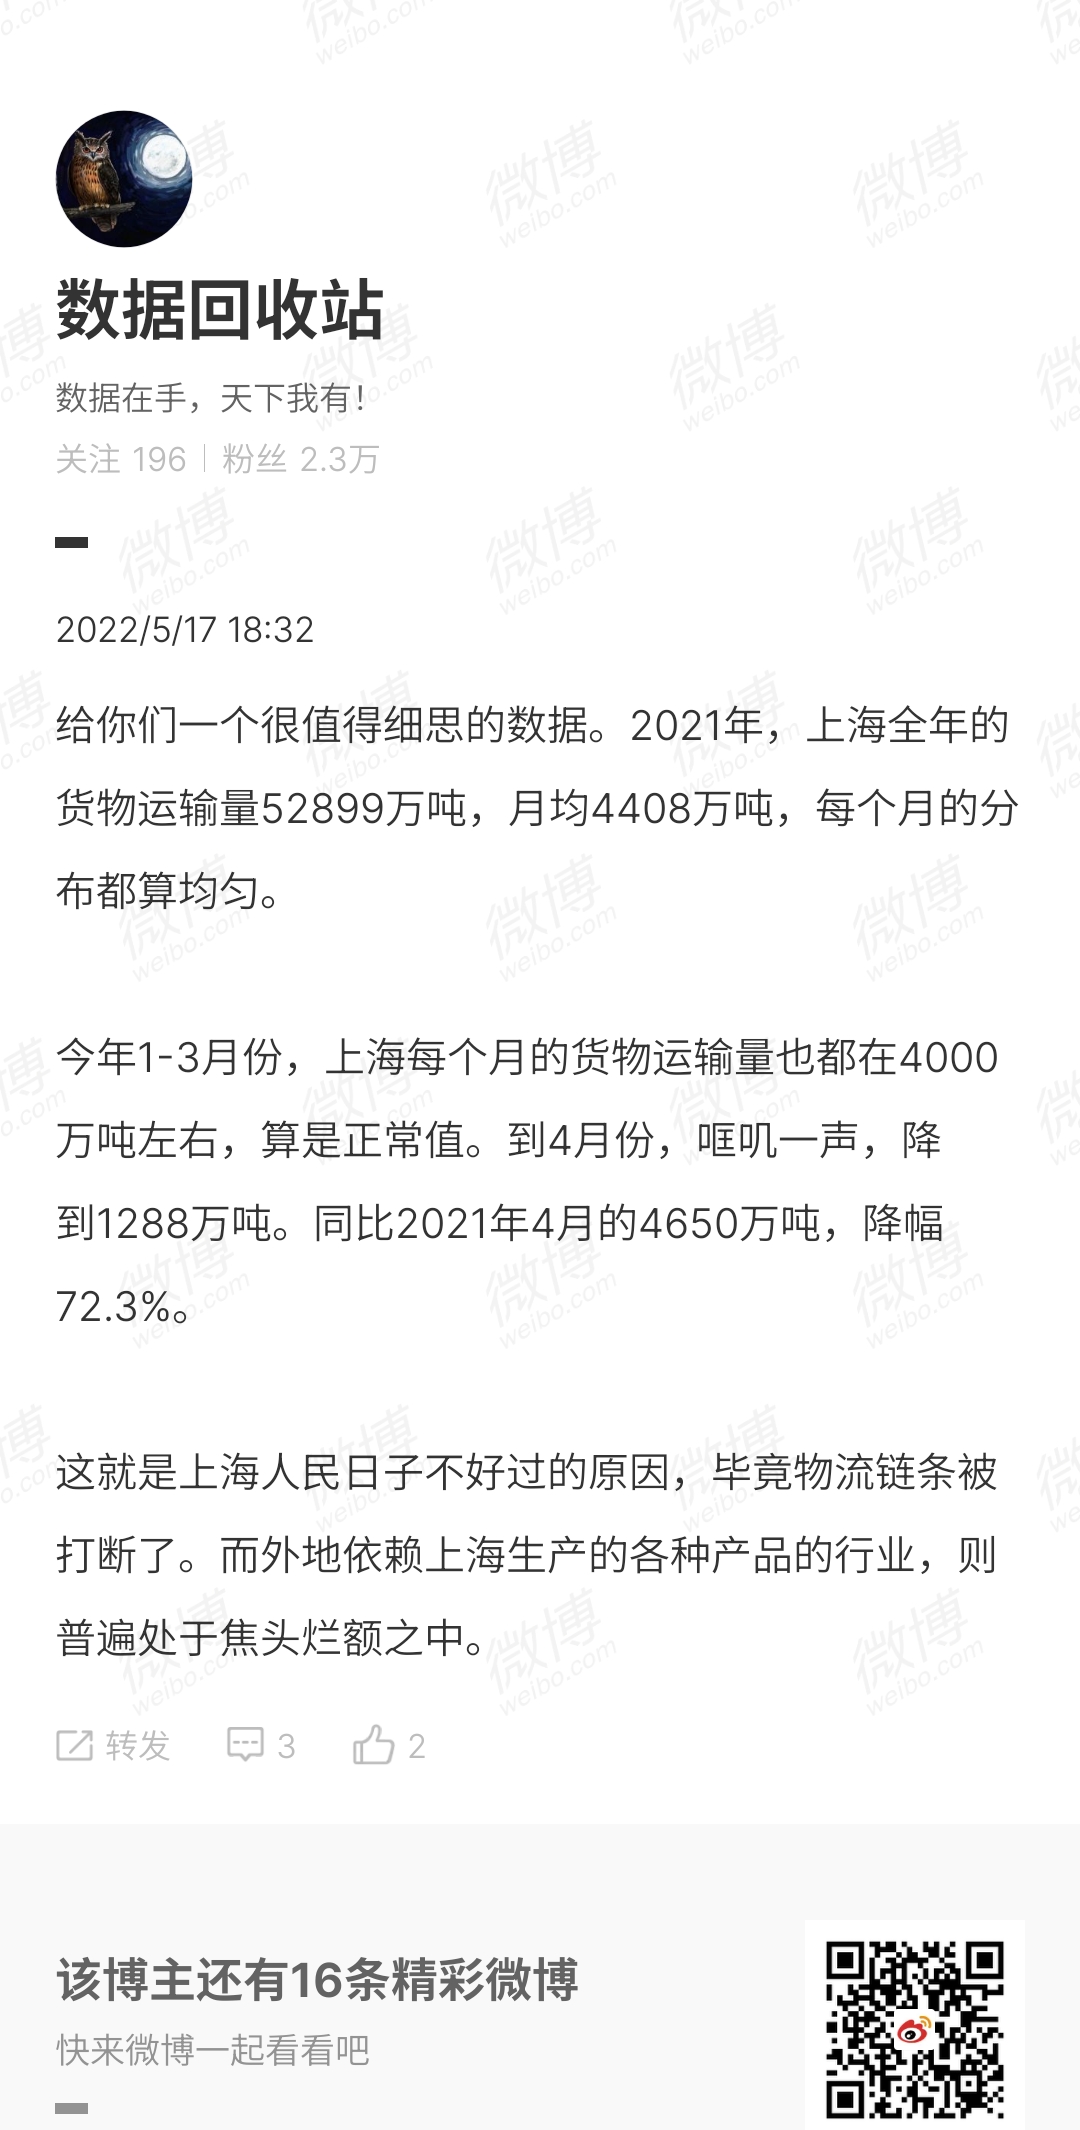 数据回收站
数据在手，天下我有！
关注 196 | 粉丝 2.3万
2022/5/17 18:32
给你们一个很值得细思的数据。2021年，上海全年的
货物运输量52899万吨，月均4408万吨，每个月的分
布都算均匀。
今年1-3月份，上海每个月的货物运输量也都在4000
万吨左右，算是正常值。到4月份，哐叽一声，降
到1288万吨。同比2021年4月的4650万吨，降幅
72.3%。
这就是上海人民日子不好过的原因，毕竟物流链条被
打断了。而外地依赖上海生产的各种产品的行业，则
普遍处于焦头烂额之中。
转发 3 2
该博主还有16条精彩微博
快来微博一起看看吧
微博
weibo.com